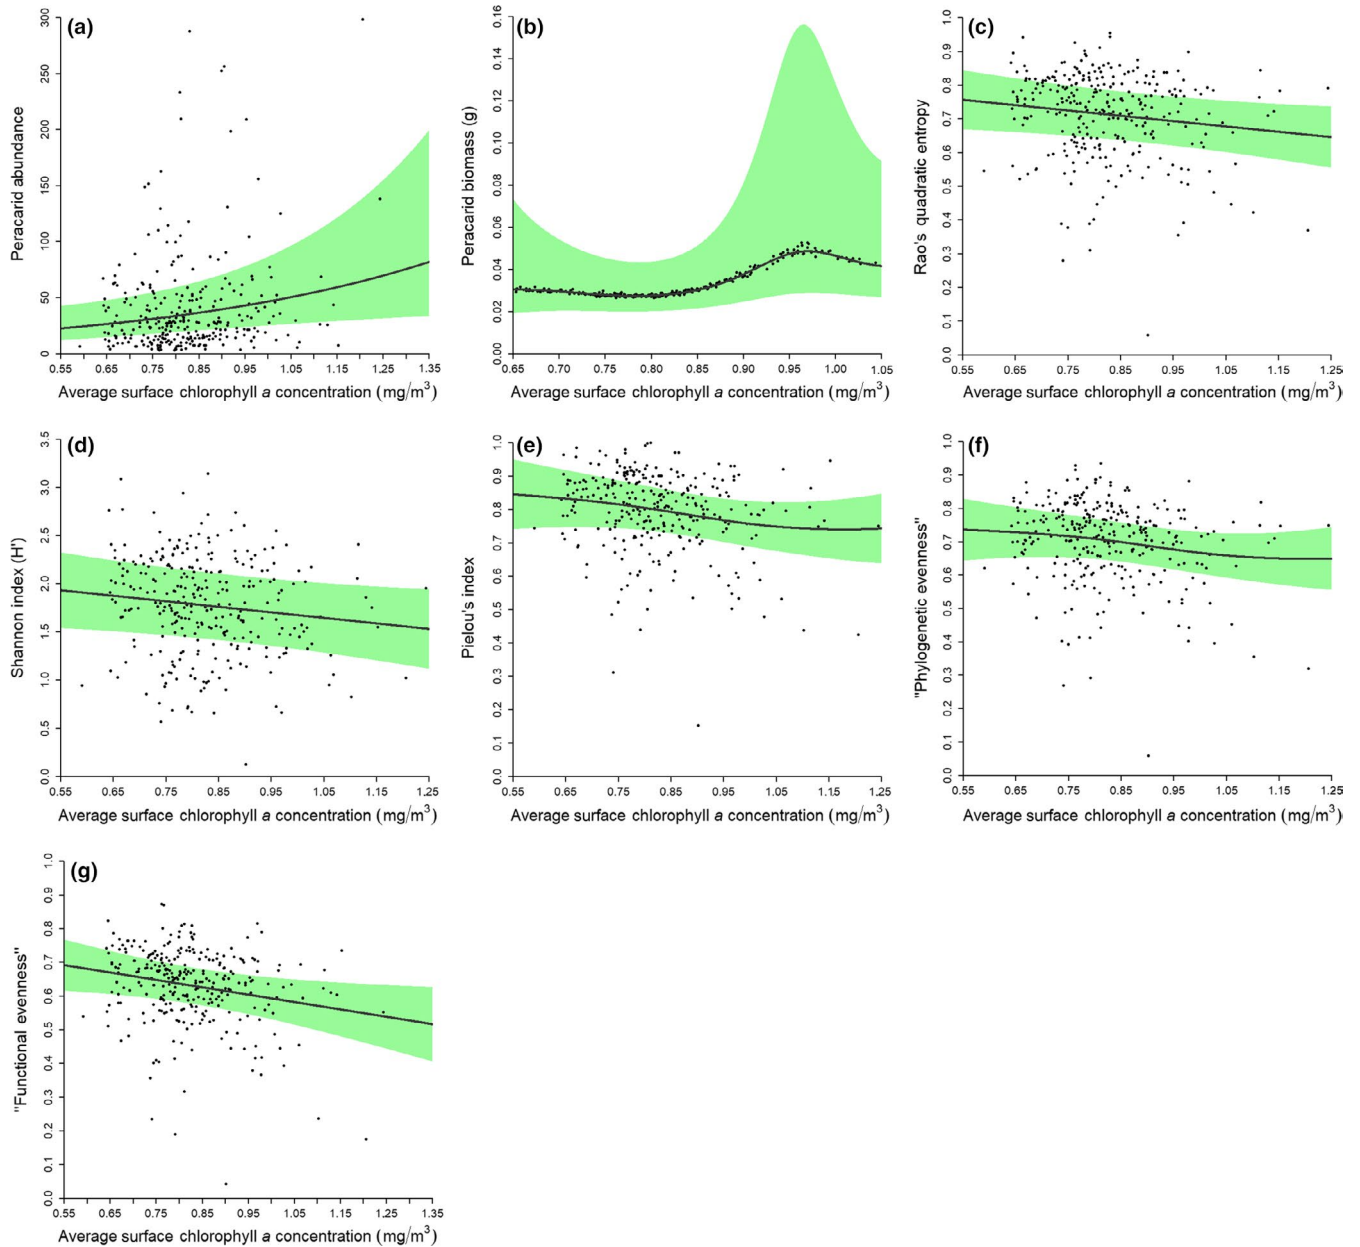 (a)
Peracarid abundance
300
250
200
150
100
50
0
0.55 0.65 0.75 0.85 0.95 1.05 1.15 1.25 1.35
Average surface chlorophyll a concentration (mg/m³)
(b)
Peracarid biomass (g)
0.16
0.14
0.12
0.10
0.08
0.06
0.04
0.02
0.00
0.65 0.70 0.75 0.80 0.85 0.90 0.95 1.00 1.05
Average surface chlorophyll a concentration (mg/m³)
(c)
Rao's quadratic entropy
1.0
0.9
0.8
0.7
0.6
0.5
0.4
0.3
0.2
0.1
0.0
0.55 0.65 0.75 0.85 0.95 1.05 1.15 1.25
Average surface chlorophyll a concentration (mg/m³)
(d)
Shannon index (H')
3.5
3.0
2.5
2.0
1.5
1.0
0.5
0.0
0.55 0.65 0.75 0.85 0.95 1.05 1.15 1.25
Average surface chlorophyll a concentration (mg/m³)
(e)
Pielou's index
1.0
0.9
0.8
0.7
0.6
0.5
0.4
0.3
0.2
0.1
0.0
0.55 0.65 0.75 0.85 0.95 1.05 1.15 1.25
Average surface chlorophyll a concentration (mg/m³)
(f)
"Phylogenetic evenness"
1.0
0.9
0.8
0.7
0.6
0.5
0.4
0.3
0.2
0.1
0.0
0.55 0.65 0.75 0.85 0.95 1.05 1.15 1.25
Average surface chlorophyll a concentration (mg/m³)
(g)
"Functional evenness"
1.0
0.9
0.8
0.7
0.6
0.5
0.4
0.3
0.2
0.1
0.0
0.55 0.65 0.75 0.85 0.95 1.05 1.15 1.25 1.35
Average surface chlorophyll a concentration (mg/m³)